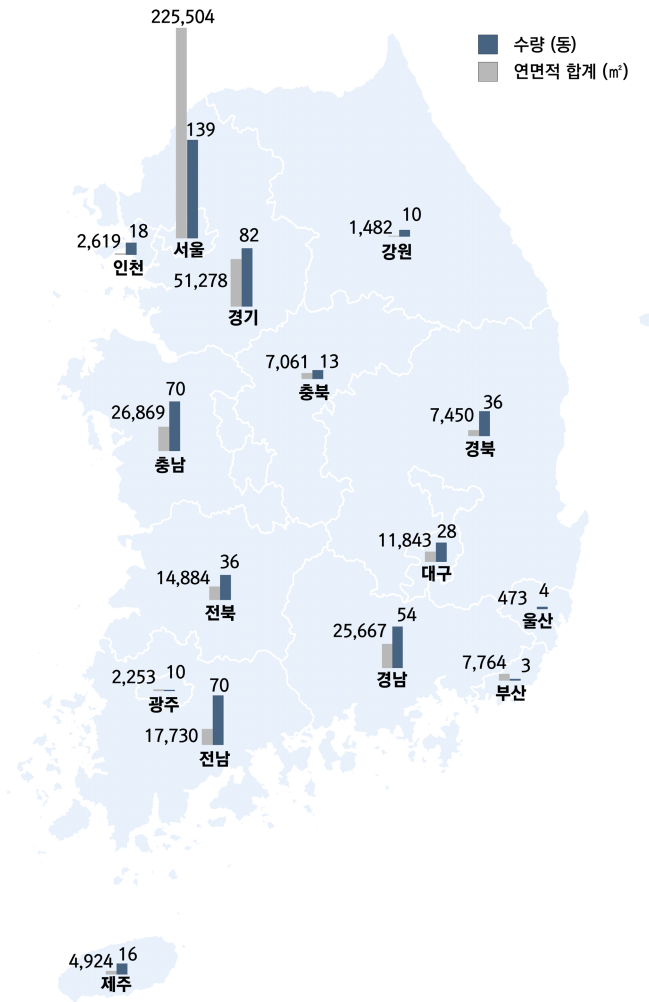 225,504
수량 (동)
연면적 합계 (㎡)
139
2,619 18
인천
서울
82
51,278
경기
1,482 10
강원
7,061 13
충북
70
26,869
충남
36
7,450
경북
11,843 28
대구
36
14,884
전북
473 4
울산
54
25,667
경남
7,764 3
부산
2,253 10
광주
70
17,730
전남
4,924 16
제주